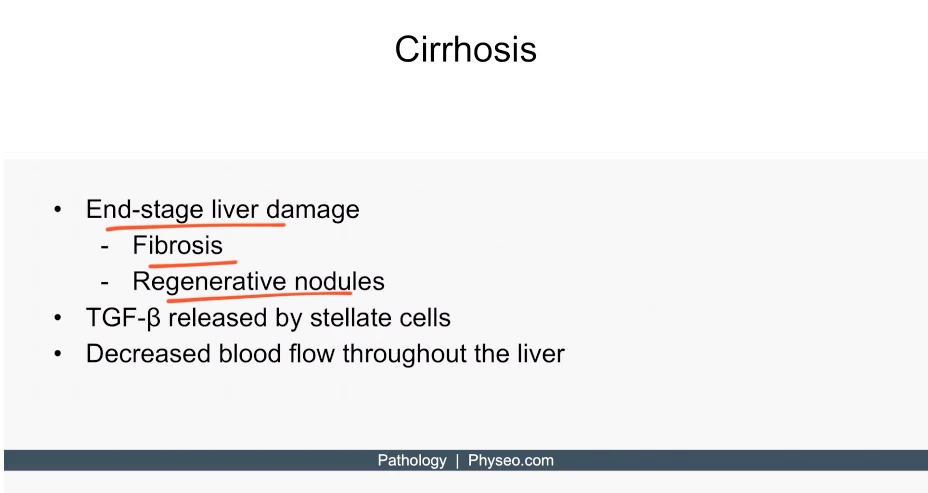 Cirrhosis
• End-stage liver damage
- Fibrosis
- Regenerative nodules
• TGF-β released by stellate cells
• Decreased blood flow throughout the liver
Pathology | Physeo.com